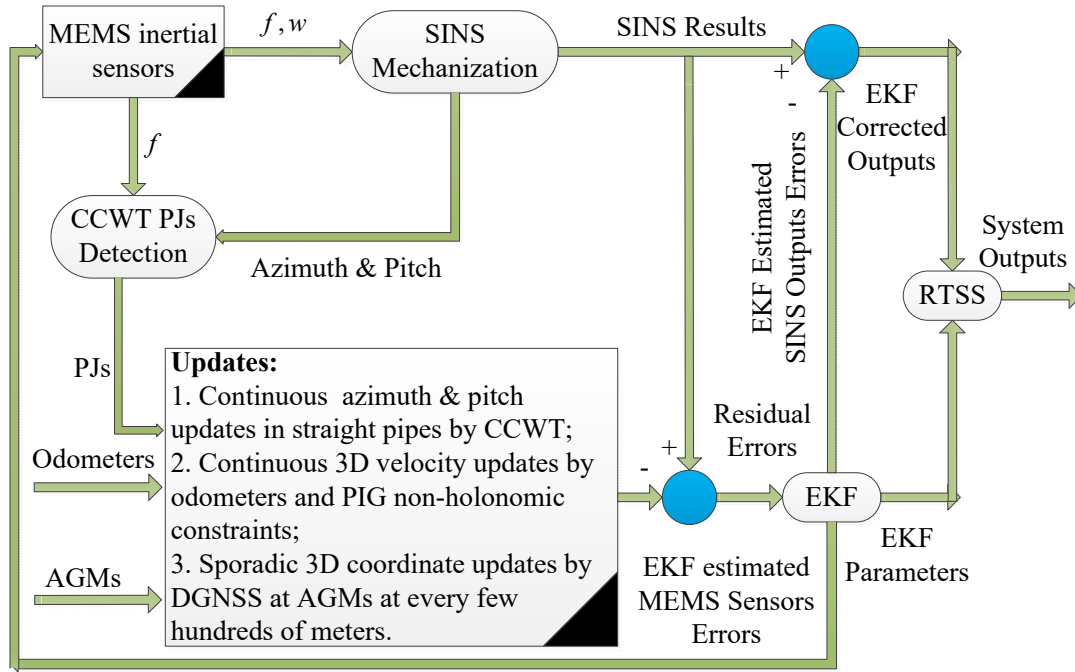 MEMS inertial
sensors
f, w
SINS
Mechanization
SINS Results
+
-
EKF
Corrected
Outputs
f
CCWT PJs
Detection
Azimuth & Pitch
EKF Estimated
SINS Outputs Errors
System
Outputs
RTSS
PJs
Odometers
AGMs
Updates:
1. Continuous azimuth & pitch
updates in straight pipes by CCWT;
2. Continuous 3D velocity updates by
odometers and PIG non-holonomic
constraints;
3. Sporadic 3D coordinate updates by
DGNSS at AGMs at every few
hundreds of meters.
+
-
Residual
Errors
EKF
EKF
Parameters
EKF estimated
MEMS Sensors
Errors